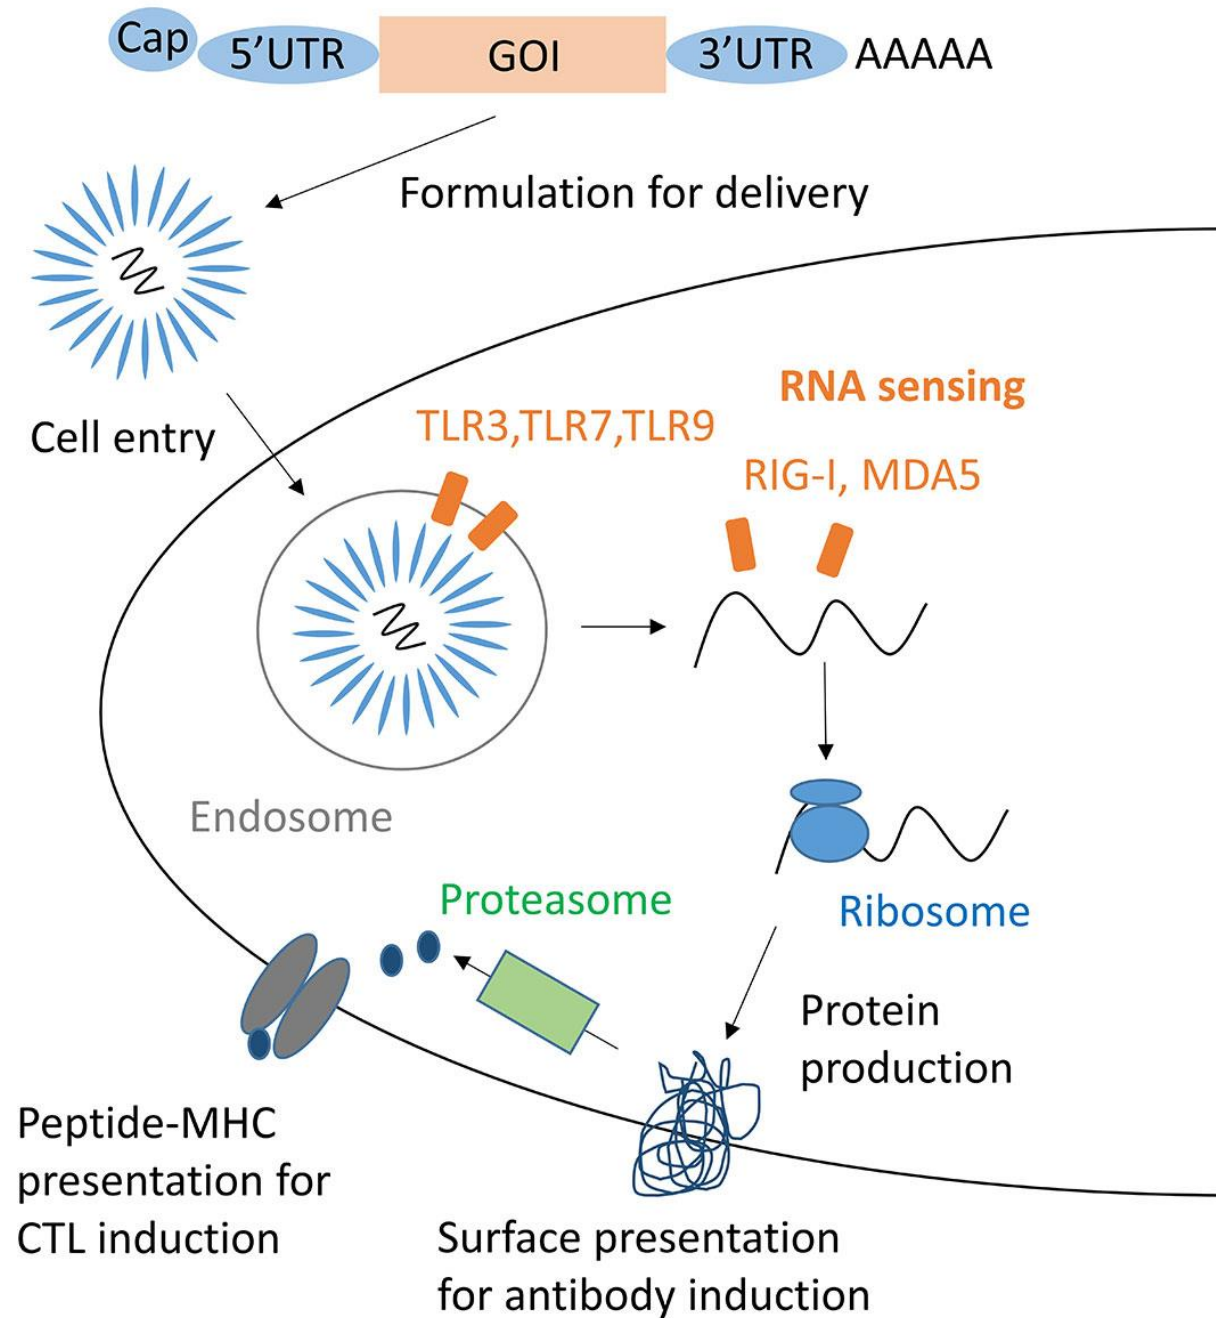 Cap 5’UTR GOI 3’UTR AAAAA
Formulation for delivery
Cell entry
RNA sensing
TLR3,TLR7,TLR9
RIG-I, MDA5
Endosome
Proteasome
Ribosome
Protein
production
Peptide-MHC
presentation for
CTL induction
Surface presentation
for antibody induction